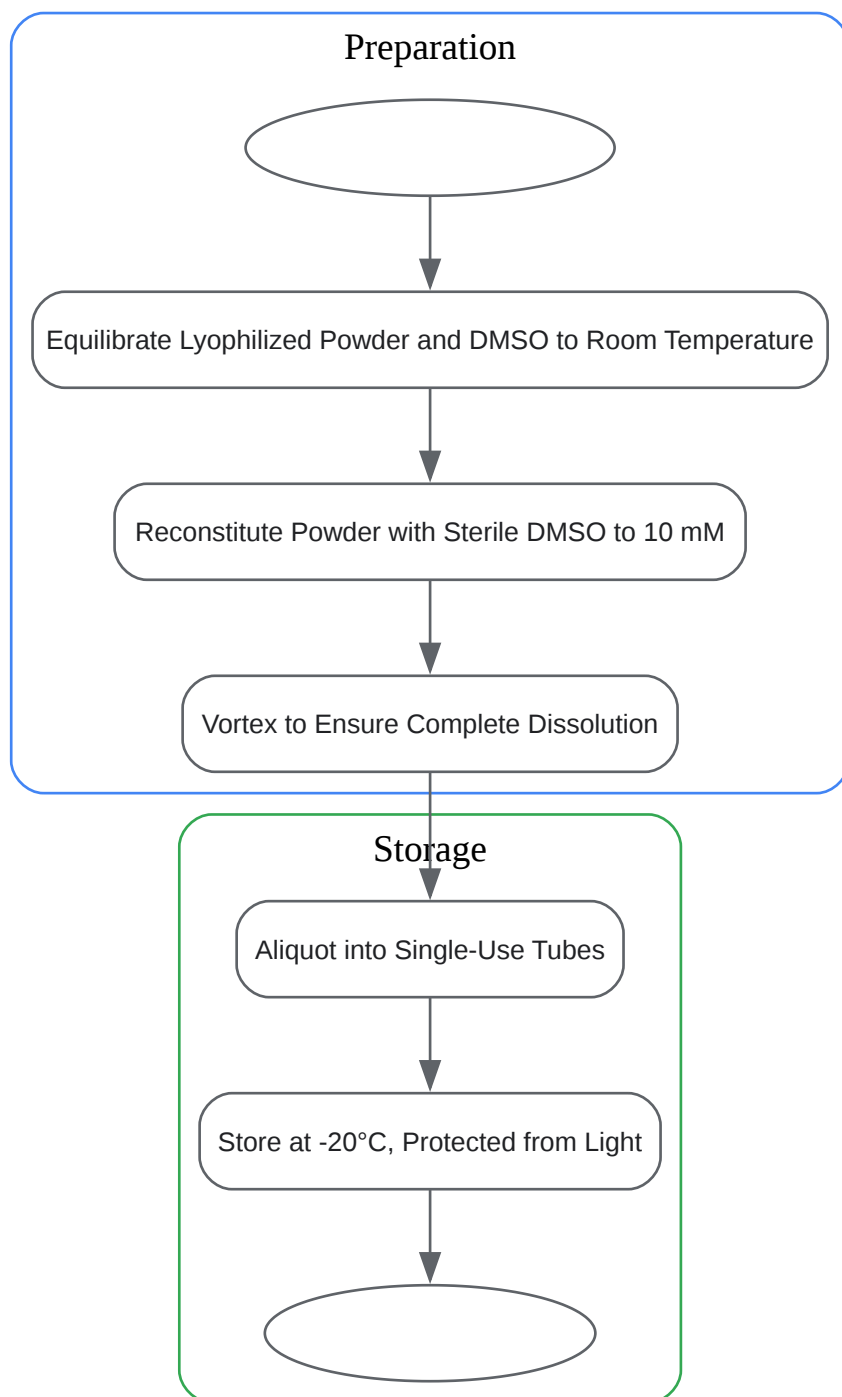 Preparation
Equilibrate Lyophilized Powder and DMSO to Room Temperature
Reconstitute Powder with Sterile DMSO to 10 mM
Vortex to Ensure Complete Dissolution
Storage
Aliquot into Single-Use Tubes
Store at -20°C, Protected from Light